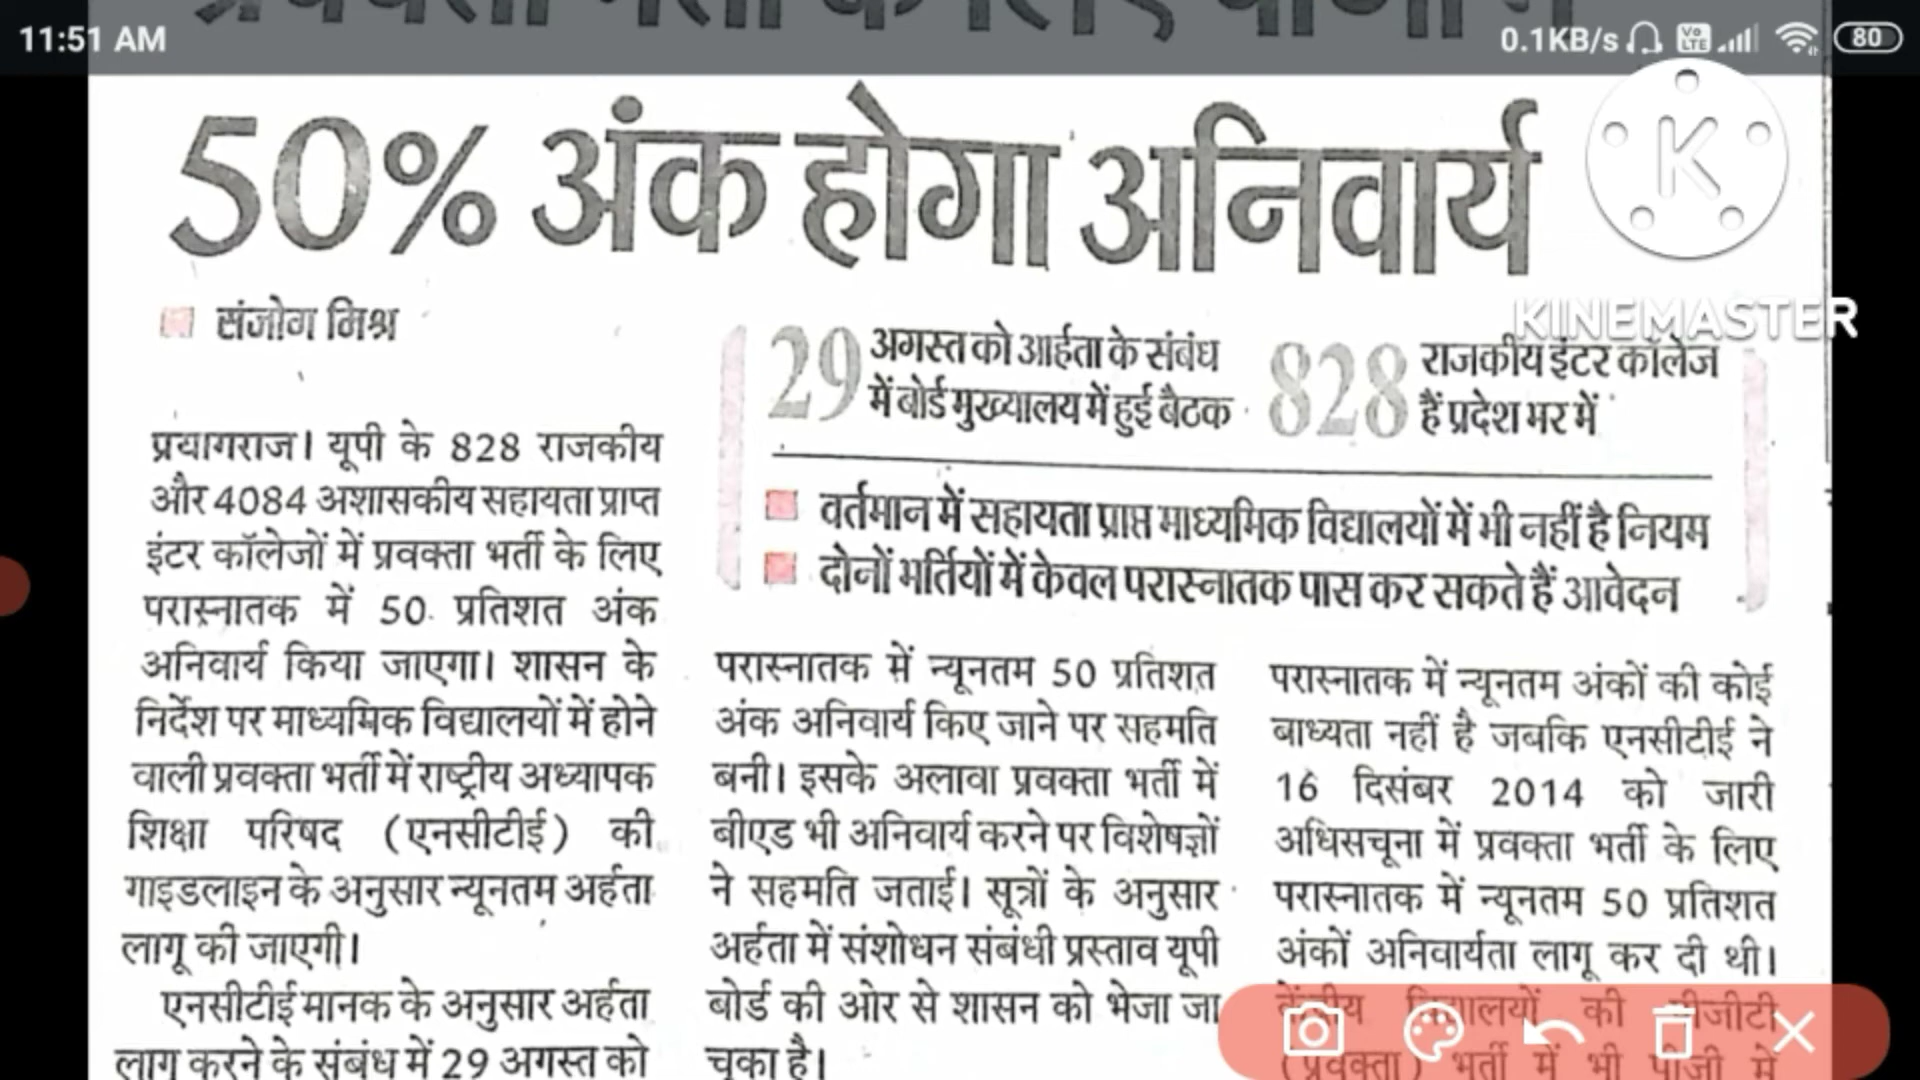 11:51 AM
0.1KB/s
Vo
LTE
80
50% अंक होगा अनिवार्य
K
KINEMASTER
संजोग मिश्र
29 अगस्त को आर्हता के संबंध
में बोर्ड मुख्यालय में हुई बैठक
828 राजकीय इंटर कॉलेज
हैं प्रदेश भर में
वर्तमान में सहायता प्राप्त माध्यमिक विद्यालयों में भी नहीं है नियम
दोनों भर्तियों में केवल परास्नातक पास कर सकते हैं आवेदन
प्रयागराज। यूपी के 828 राजकीय
और 4084 अशासकीय सहायता प्राप्त
इंटर कॉलेजों में प्रवक्ता भर्ती के लिए
परास्नातक में 50 प्रतिशत अंक
अनिवार्य किया जाएगा। शासन के
निर्देश पर माध्यमिक विद्यालयों में होने
वाली प्रवक्ता भर्ती में राष्ट्रीय अध्यापक
शिक्षा परिषद (एनसीटीई) की
गाइडलाइन के अनुसार न्यूनतम अर्हता
लागू की जाएगी।
एनसीटीई मानक के अनुसार अर्हता
लागू करने के संबंध में 29 अगस्त को
परास्नातक में न्यूनतम 50 प्रतिशत
अंक अनिवार्य किए जाने पर सहमति
बनी। इसके अलावा प्रवक्ता भर्ती में
बीएड भी अनिवार्य करने पर विशेषज्ञों
ने सहमति जताई। सूत्रों के अनुसार
अर्हता में संशोधन संबंधी प्रस्ताव यूपी
बोर्ड की ओर से शासन को भेजा जा
चुका है।
परास्नातक में न्यूनतम अंकों की कोई
बाध्यता नहीं है जबकि एनसीटीई ने
16 दिसंबर 2014 को जारी
अधिसचूना में प्रवक्ता भर्ती के लिए
परास्नातक में न्यूनतम 50 प्रतिशत
अंकों अनिवार्यता लागू कर दी थी।
की
(प्रवक्ता) भर्ती में भी पीजी में